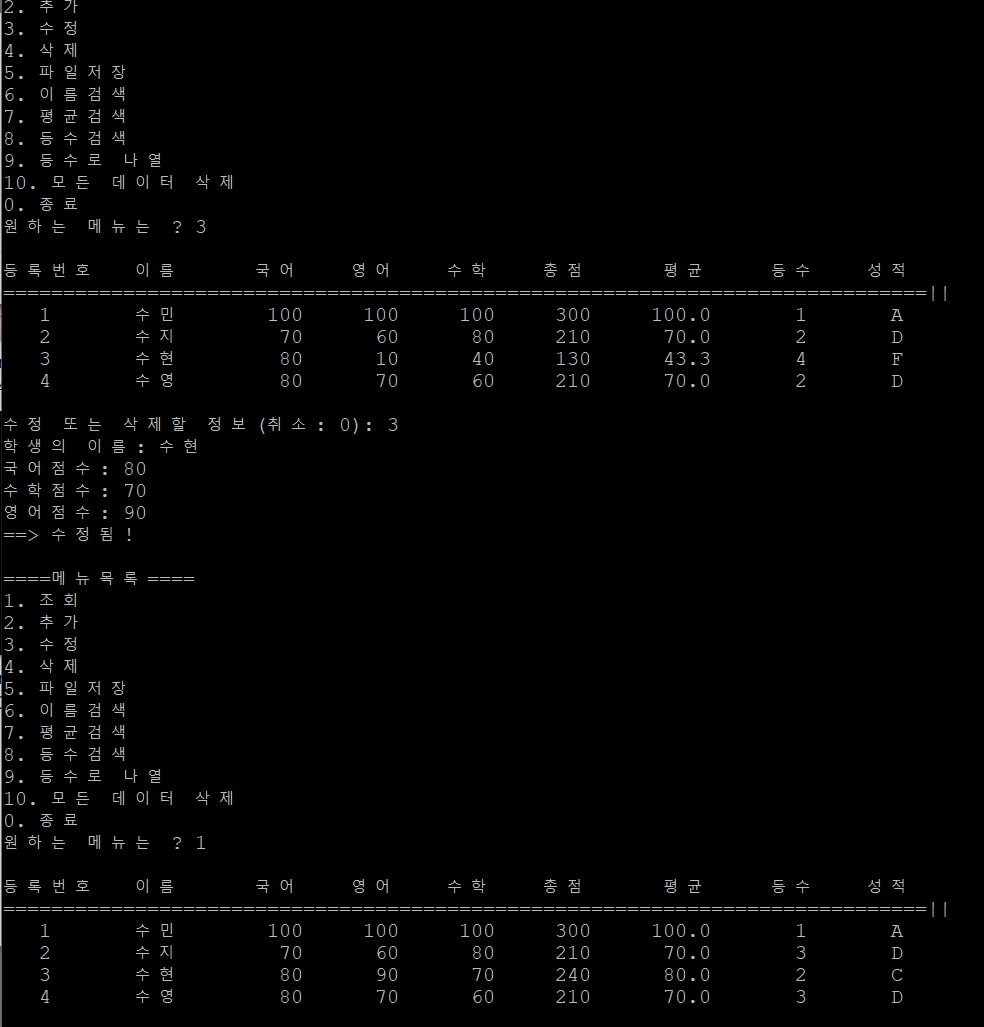 2. 추가
3. 수정
4. 삭제
5. 파일저장
6. 이름검색
7. 평균검색
8. 등수검색
9. 등수로 나열
10. 모든 데이터 삭제
0. 종료
원하는 메뉴는 ? 3
등록번호 이름 국어 영어 수학 총점 평균 등수 성적
=============================================================================||
1 수민 100 100 100 300 100.0 1 A
2 수지 70 60 80 210 70.0 2 D
3 수현 80 10 40 130 43.3 4 F
4 수영 80 70 60 210 70.0 2 D
수정 또는 삭제할 정보(취소: 0): 3
학생의 이름: 수현
국어점수: 80
수학점수: 70
영어점수: 90
==> 수정됨!
====메뉴목록====
1. 조회
2. 추가
3. 수정
4. 삭제
5. 파일저장
6. 이름검색
7. 평균검색
8. 등수검색
9. 등수로 나열
10. 모든 데이터 삭제
0. 종료
원하는 메뉴는 ? 1
등록번호 이름 국어 영어 수학 총점 평균 등수 성적
=============================================================================||
1 수민 100 100 100 300 100.0 1 A
2 수지 70 60 80 210 70.0 3 D
3 수현 80 90 70 240 80.0 2 C
4 수영 80 70 60 210 70.0 3 D